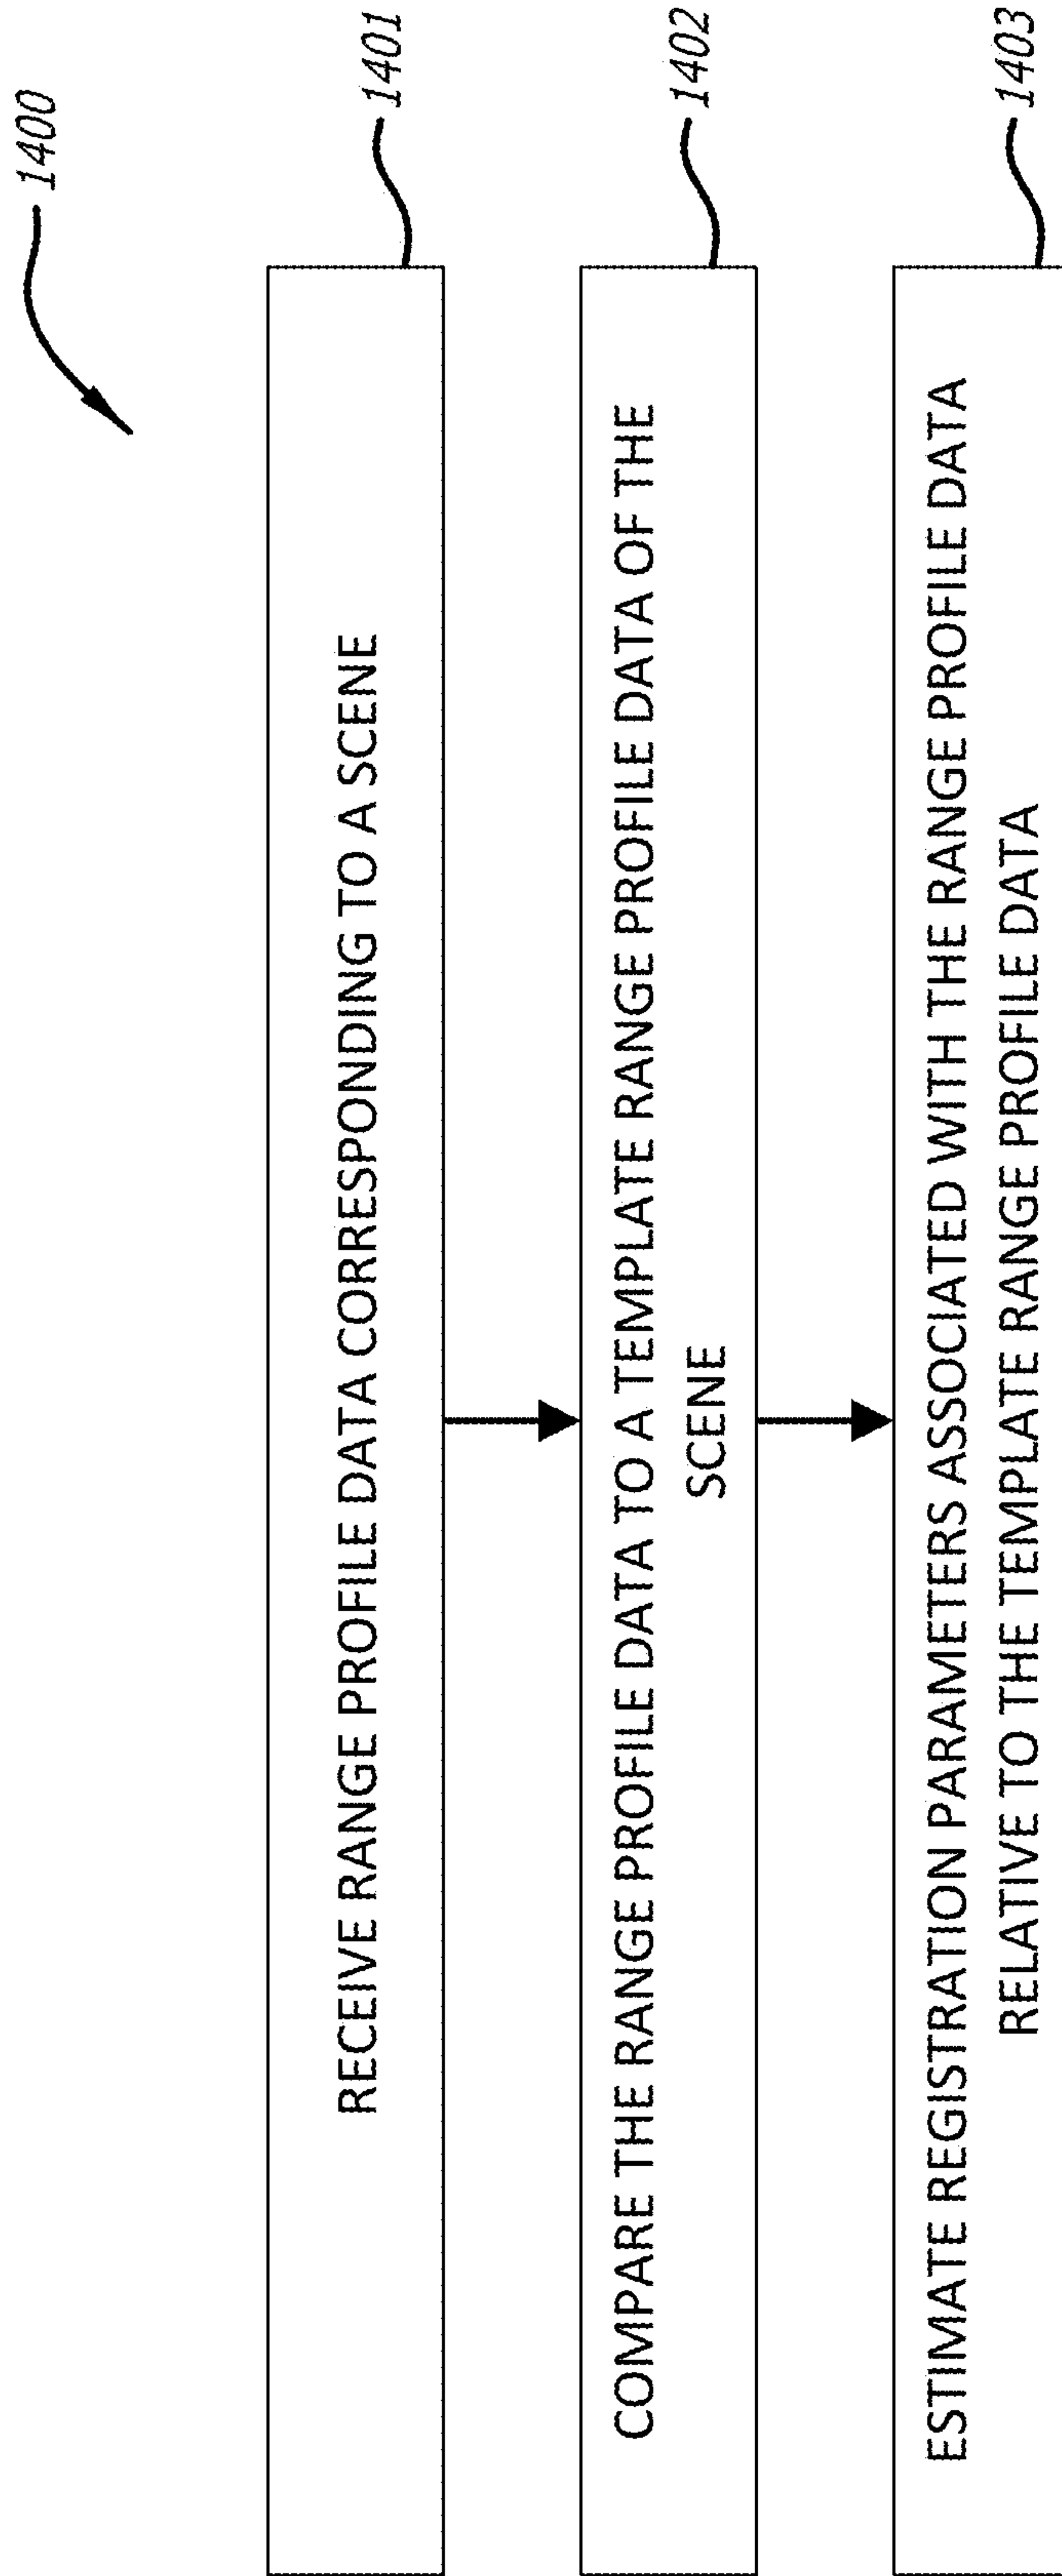 1400
RECEIVE RANGE PROFILE DATA CORRESPONDING TO A SCENE
1401
COMPARE THE RANGE PROFILE DATA TO A TEMPLATE RANGE PROFILE DATA OF THE
SCENE
1402
ESTIMATE REGISTRATION PARAMETERS ASSOCIATED WITH THE RANGE PROFILE DATA
RELATIVE TO THE TEMPLATE RANGE PROFILE DATA
1403